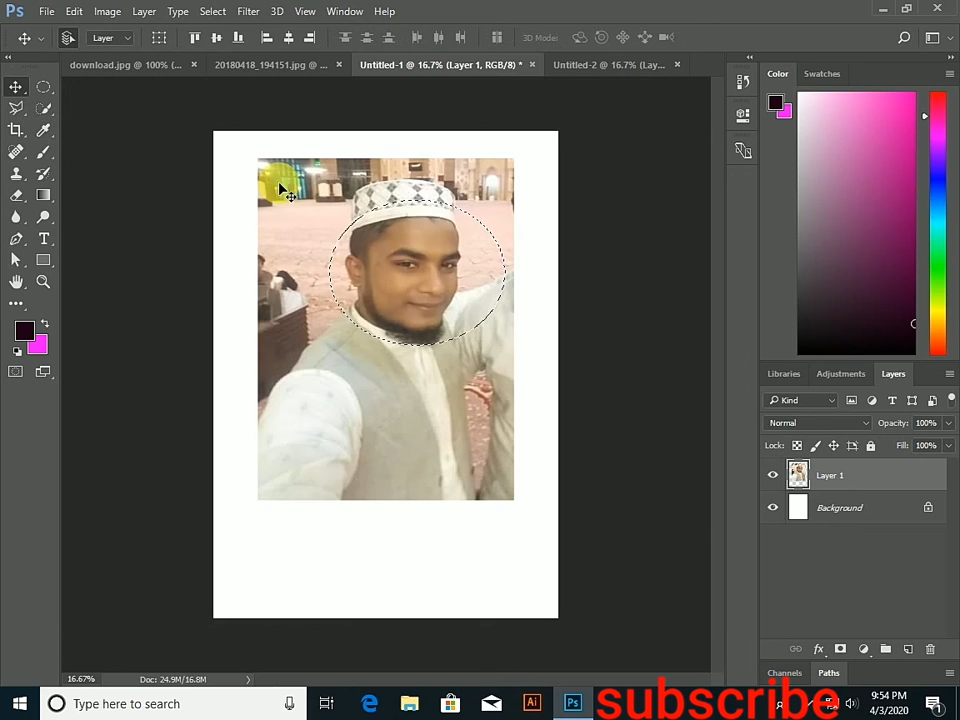 Ps File Edit Image Layer Type Select Filter 3D View Window Help
Layer 3D Mode:
download.jpg @ 100% (... × 20180418_194151.jpg @ ... × Untitled-1 @ 16.7% (Layer 1, RGB/8) * × Untitled-2 @ 16.7% (Lay... ×
Color Swatches
Libraries Adjustments Layers
Kind
Normal Opacity: 100%
Lock: Fill: 100%
Layer 1
Background
16.67% Doc: 24.9M/16.8M
Channels Paths
Type here to search
Ai Ps
subscribe
9:54 PM
4/3/2020
1